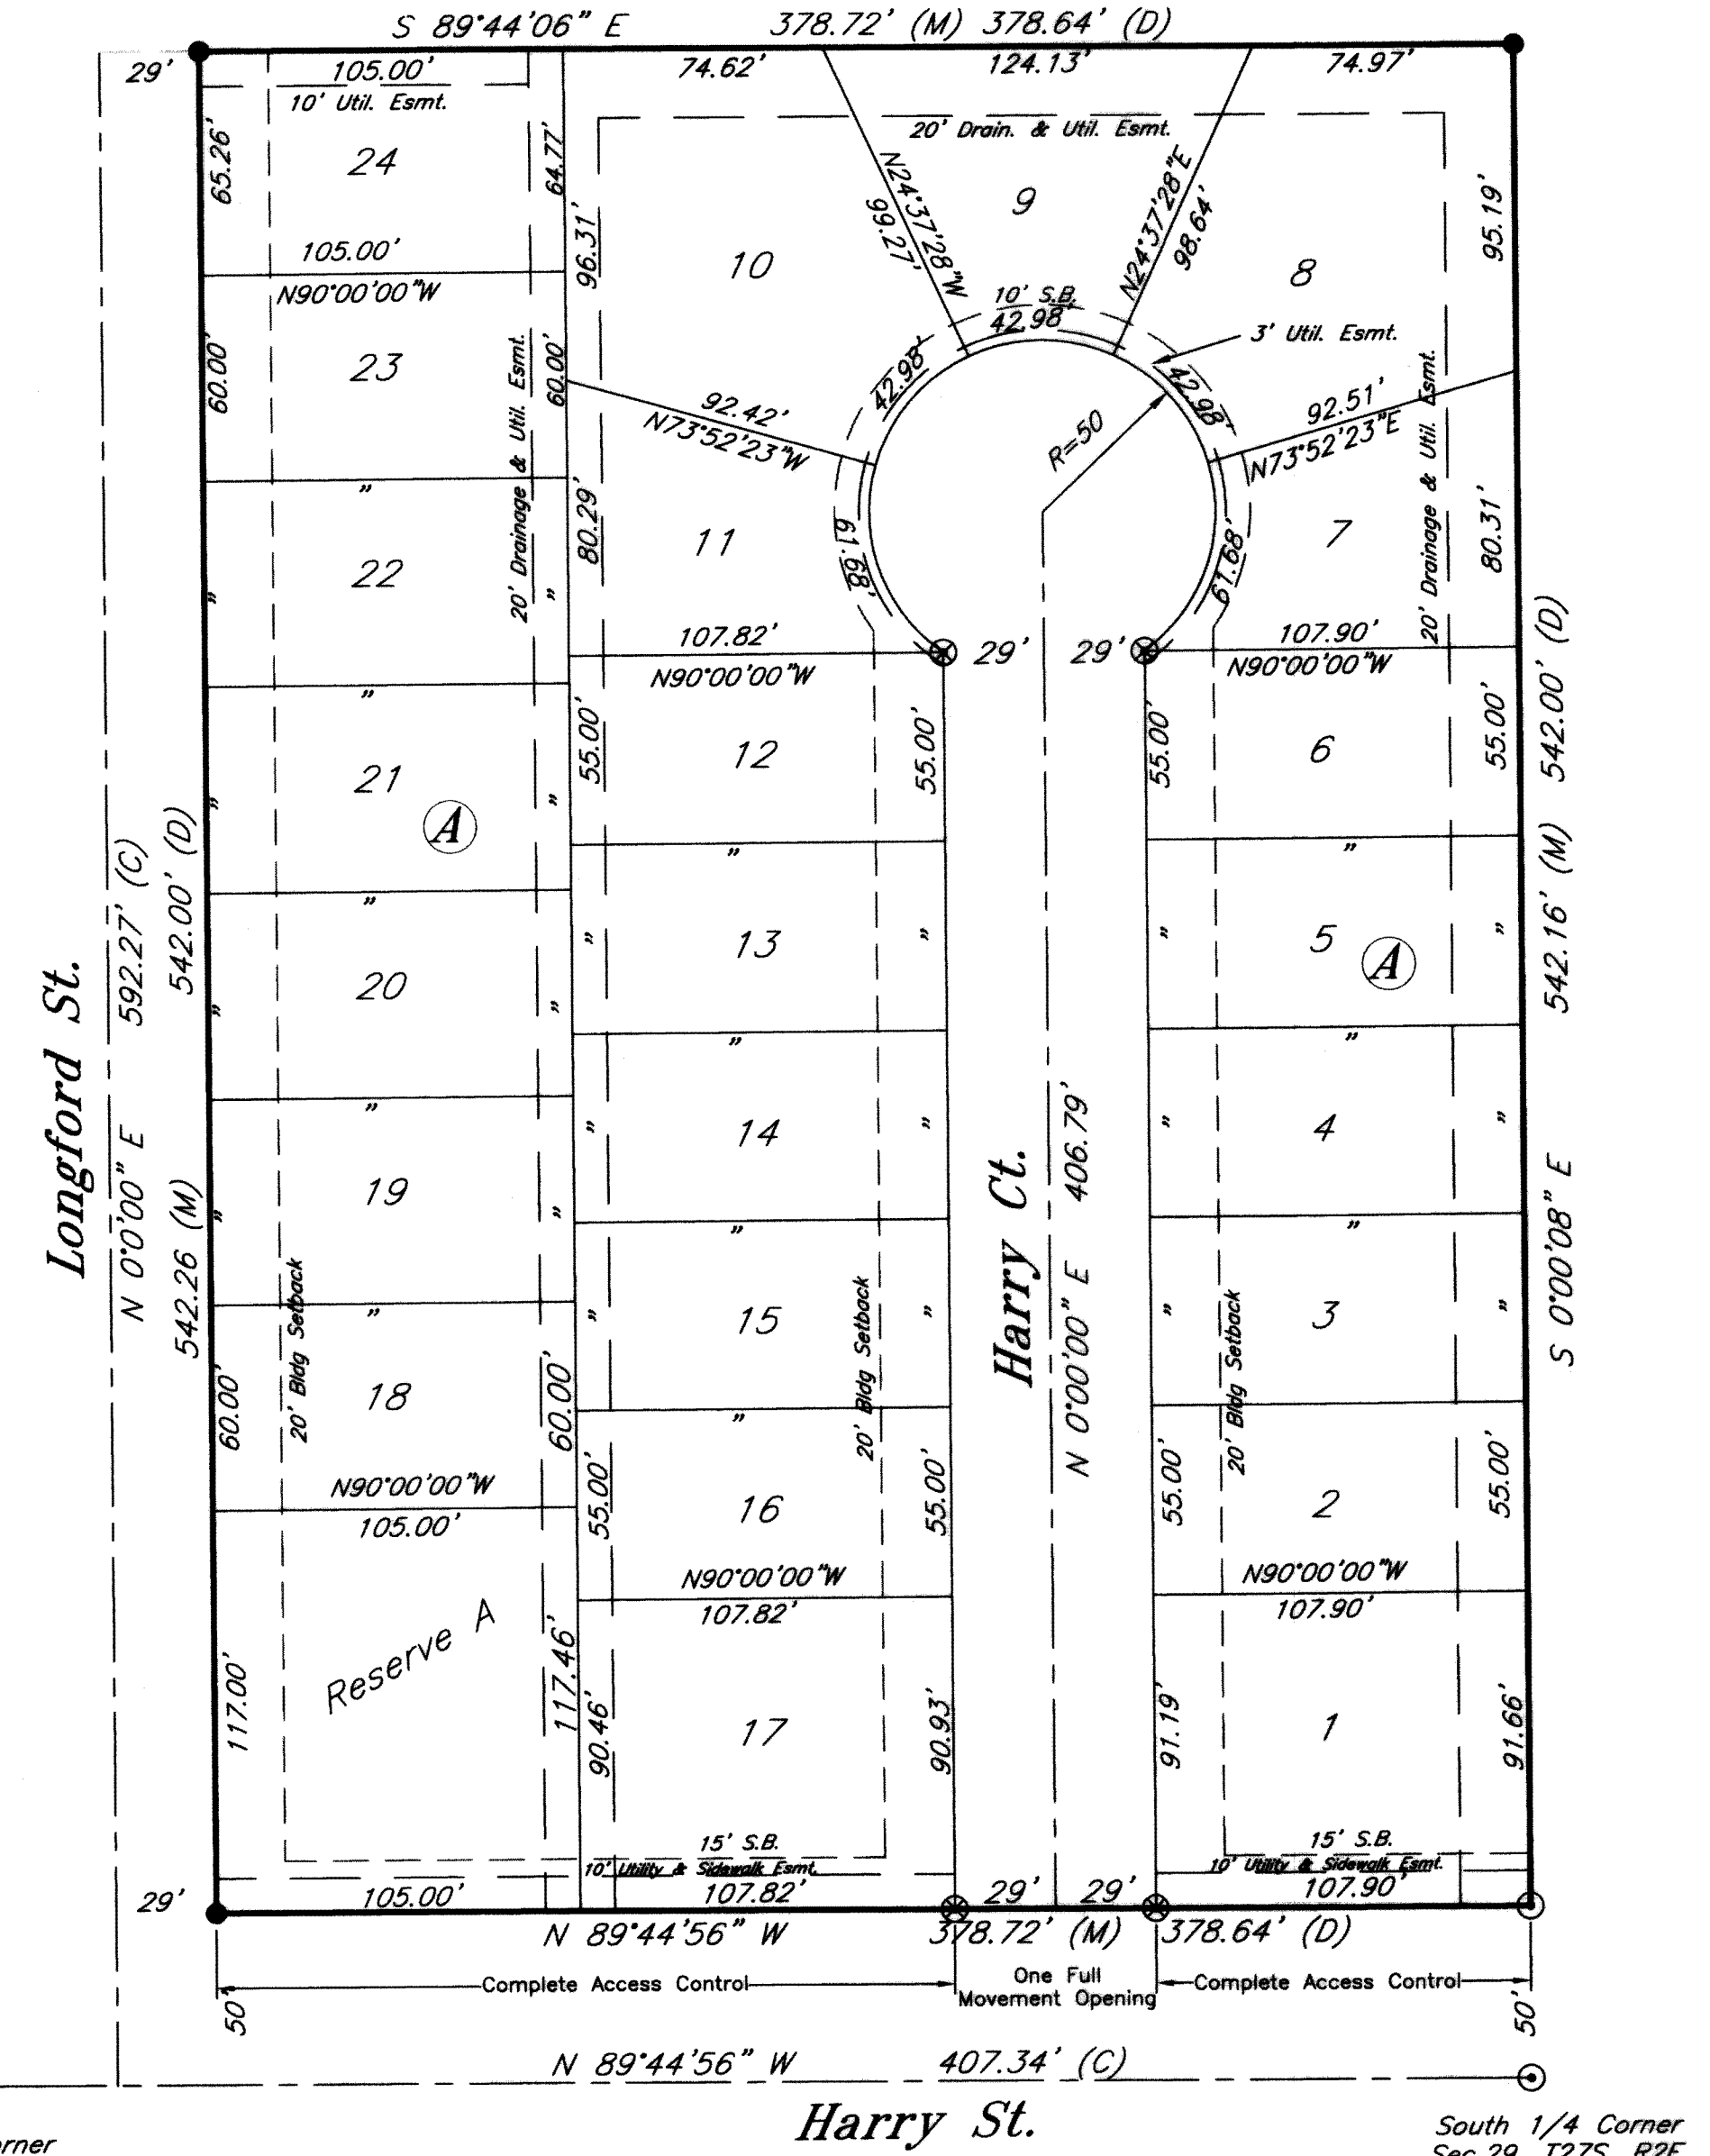 S 89°44'06" E 378.72' (M) 378.64' (D)
29' 105.00' 74.62' 124.13' 74.97'
10' Util. Esmt.
20' Drain. & Util. Esmt.
65.26'
24
64.77'
N24°37'28"W
99.27'
9
N24°37'28"E
98.64'
95.19'
105.00'
N90°00'00"W
96.31'
10
10' S.B.
42.98'
8
3' Util. Esmt.
60.00'
23
20' Drainage & Util. Esmt.
60.00'
92.42'
N73°52'23"W
42.98'
R=50
42.98'
92.51'
N73°52'23"E
20' Drainage & Util. Esmt.
"
80.29'
11
61.68'
61.68'
7
80.31'
"
22
"
107.82'
N90°00'00"W
29' 29'
107.90'
N90°00'00"W
"
55.00'
12
55.00'
55.00'
6
55.00'
542.16' (M) 542.00' (D)
"
21
"
A
"
"
"
"
13
"
"
5
"
A
592.27' (C)
542.00' (D)
"
20
"
"
"
"
14
"
"
4
"
Longford St.
N 0°0'00" E
542.26 (M)
"
19
"
"
"
20' Bldg Setback
"
15
20' Bldg Setback
"
Harry Ct.
N 0°00'00" E 406.79'
"
20' Bldg Setback
3
"
S 0°00'08" E
60.00'
18
60.00'
"
N90°00'00"W
105.00'
55.00'
16
55.00'
55.00'
2
55.00'
N90°00'00"W
107.82'
N90°00'00"W
107.90'
Reserve A
117.00'
117.46'
90.46'
17
90.93'
91.19'
1
91.66'
15' S.B.
10' Utility & Sidewalk Esmt.
15' S.B.
10' Utility & Sidewalk Esmt.
29' 105.00' 107.82' 29' 29' 107.90'
N 89°44'56" W 378.72' (M) 378.64' (D)
Complete Access Control
One Full
Movement Opening
Complete Access Control
50'
50'
N 89°44'56" W 407.34' (C)
Harry St.
South 1/4 Corner
Sec 29, T27S, R2E